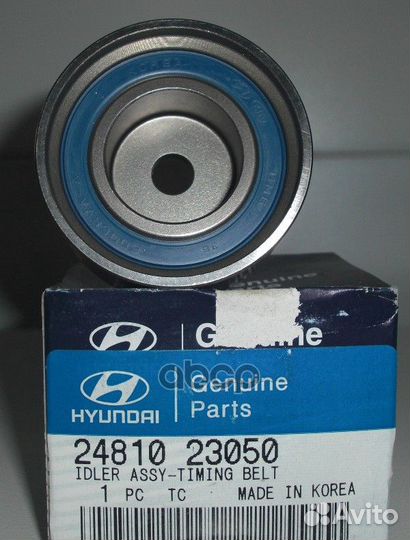 Genuine
HYUNDAI
Genuine
Parts
24810 23050
IDLER ASSY-TIMING BELT
1 PC TC MADE IN KOREA
Avito